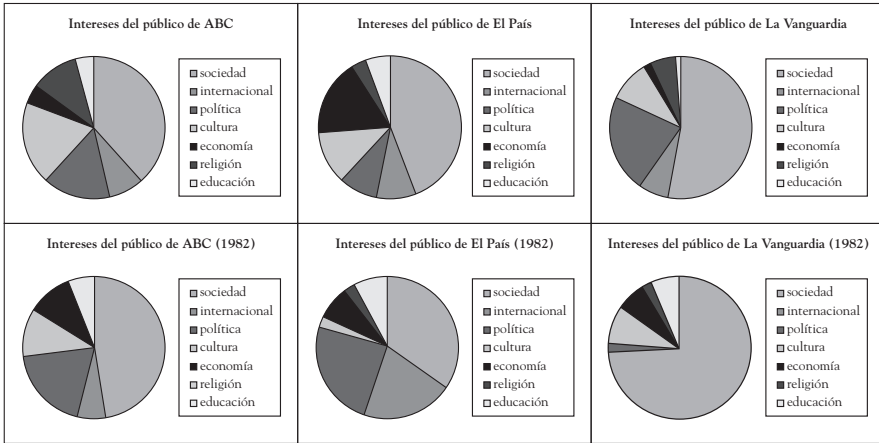 Intereses del público de ABC
sociedad
internacional
política
cultura
economía
religión
educación
Intereses del público de El País
sociedad
internacional
política
cultura
economía
religión
educación
Intereses del público de La Vanguardia
sociedad
internacional
política
cultura
economía
religión
educación
Intereses del público de ABC (1982)
sociedad
internacional
política
cultura
economía
religión
educación
Intereses del público de El País (1982)
sociedad
internacional
política
cultura
economía
religión
educación
Intereses del público de La Vanguardia (1982)
sociedad
internacional
política
cultura
economía
religión
educación